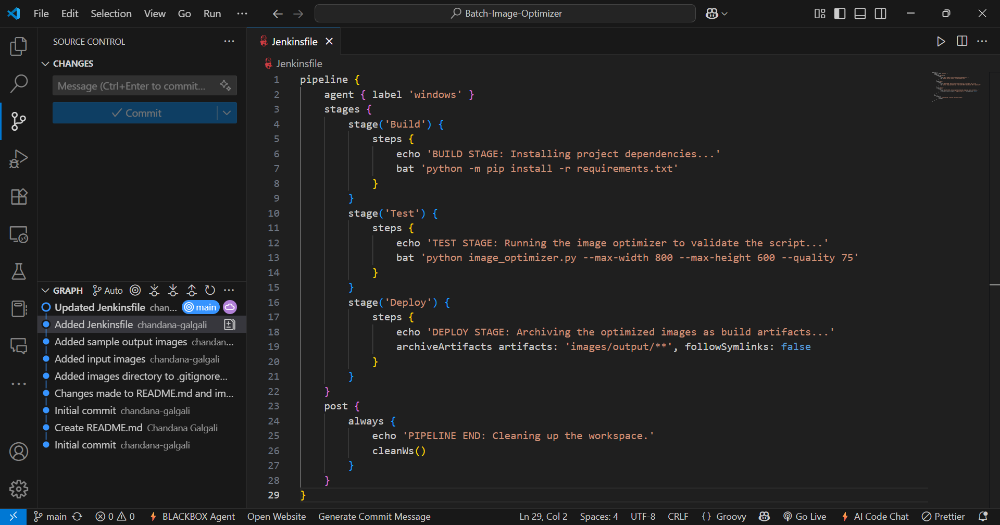 File Edit Selection View Go Run ···
Batch-Image-Optimizer
SOURCE CONTROL
CHANGES
Message (Ctrl+Enter to commit...
Commit
GRAPH Auto
Updated Jenkinsfile chan... main
Added Jenkinsfile chandana-galgali
Added sample output images chandan...
Added input images chandana-galgali
Added images directory to .gitignore...
Changes made to README.md and im...
Initial commit chandana-galgali
Create README.md Chandana Galgali
Initial commit chandana-galgali
Jenkinsfile
Jenkinsfile
1 pipeline {
2 agent { label 'windows' }
3 stages {
4 stage('Build') {
5 steps {
6 echo 'BUILD STAGE: Installing project dependencies...'
7 bat 'python -m pip install -r requirements.txt'
8 }
9 }
10 stage('Test') {
11 steps {
12 echo 'TEST STAGE: Running the image optimizer to validate the script...'
13 bat 'python image_optimizer.py --max-width 800 --max-height 600 --quality 75'
14 }
15 }
16 stage('Deploy') {
17 steps {
18 echo 'DEPLOY STAGE: Archiving the optimized images as build artifacts...'
19 archiveArtifacts artifacts: 'images/output/**', followSymlinks: false
20 }
21 }
22 }
23 post {
24 always {
25 echo 'PIPELINE END: Cleaning up the workspace.'
26 cleanWs()
27 }
28 }
29 }
main 0 0 BLACKBOX Agent Open Website Generate Commit Message Ln 29, Col 2 Spaces: 4 UTF-8 CRLF {} Groovy Go Live AI Code Chat Prettier